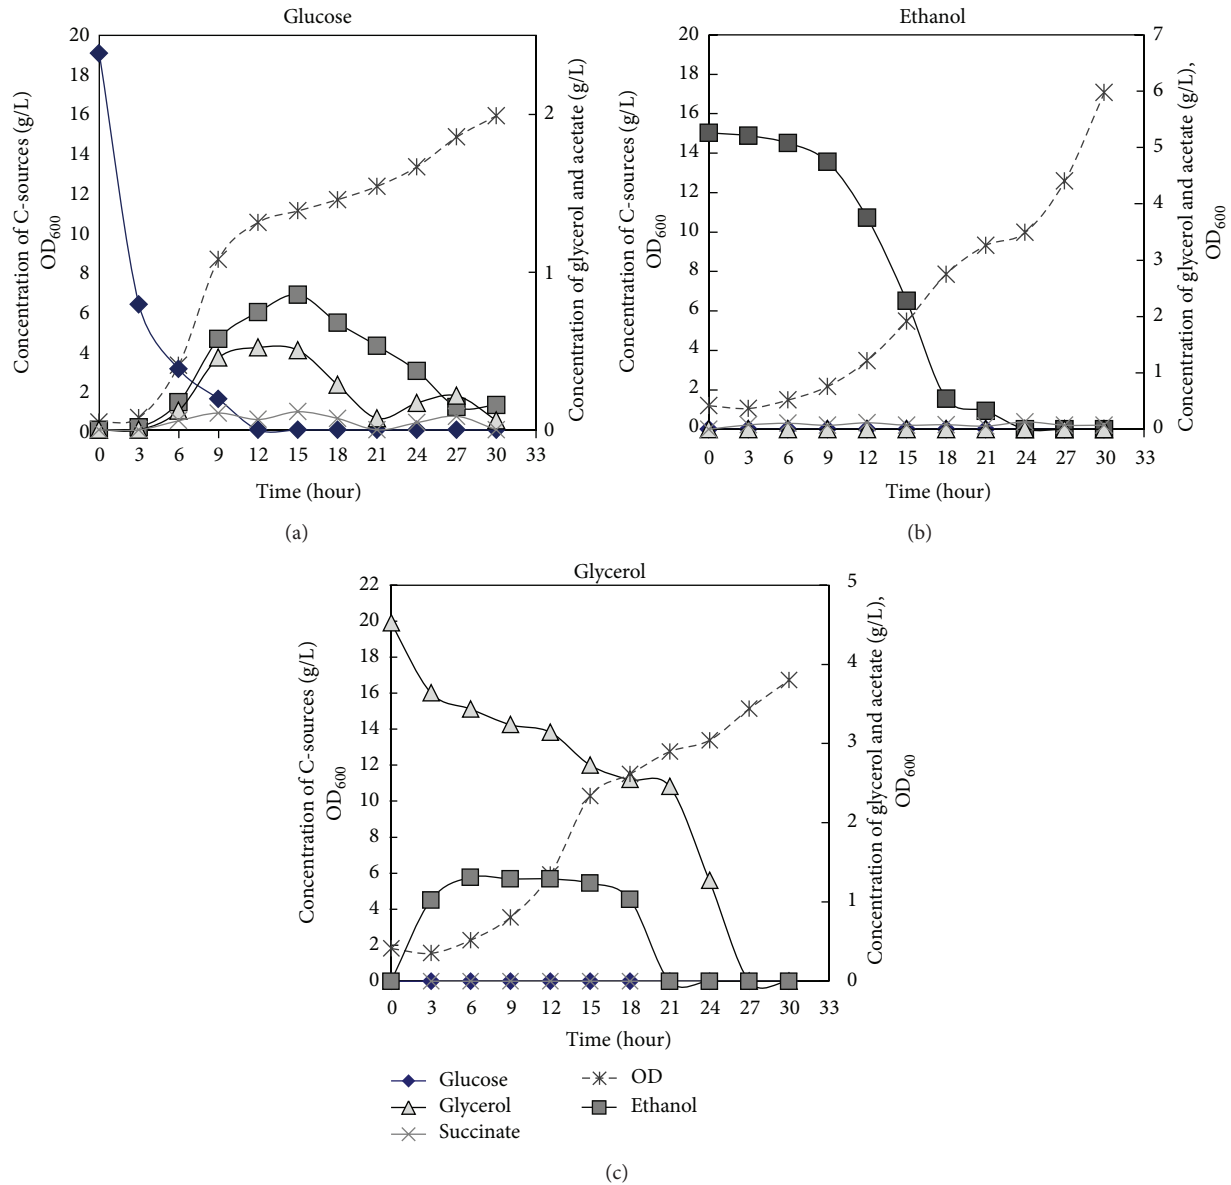 Glucose
20
18
16
14
12
10
8
6
4
2
0
Concentration of C-sources (g/L)
OD600
2
1
0
Concentration of glycerol and acetate (g/L)
0 3 6 9 12 15 18 21 24 27 30 33
Time (hour)
(a)
Ethanol
20
18
16
14
12
10
8
6
4
2
0
Concentration of C-sources (g/L)
OD600
7
6
5
4
3
2
1
0
Concentration of glycerol and acetate (g/L),
OD600
0 3 6 9 12 15 18 21 24 27 30 33
Time (hour)
(b)
Glycerol
22
20
18
16
14
12
10
8
6
4
2
0
Concentration of C-sources (g/L)
OD600
5
4
3
2
1
0
Concentration of glycerol and acetate (g/L),
OD600
0 3 6 9 12 15 18 21 24 27 30 33
Time (hour)
Glucose
Glycerol
Succinate
OD
Ethanol
(c)